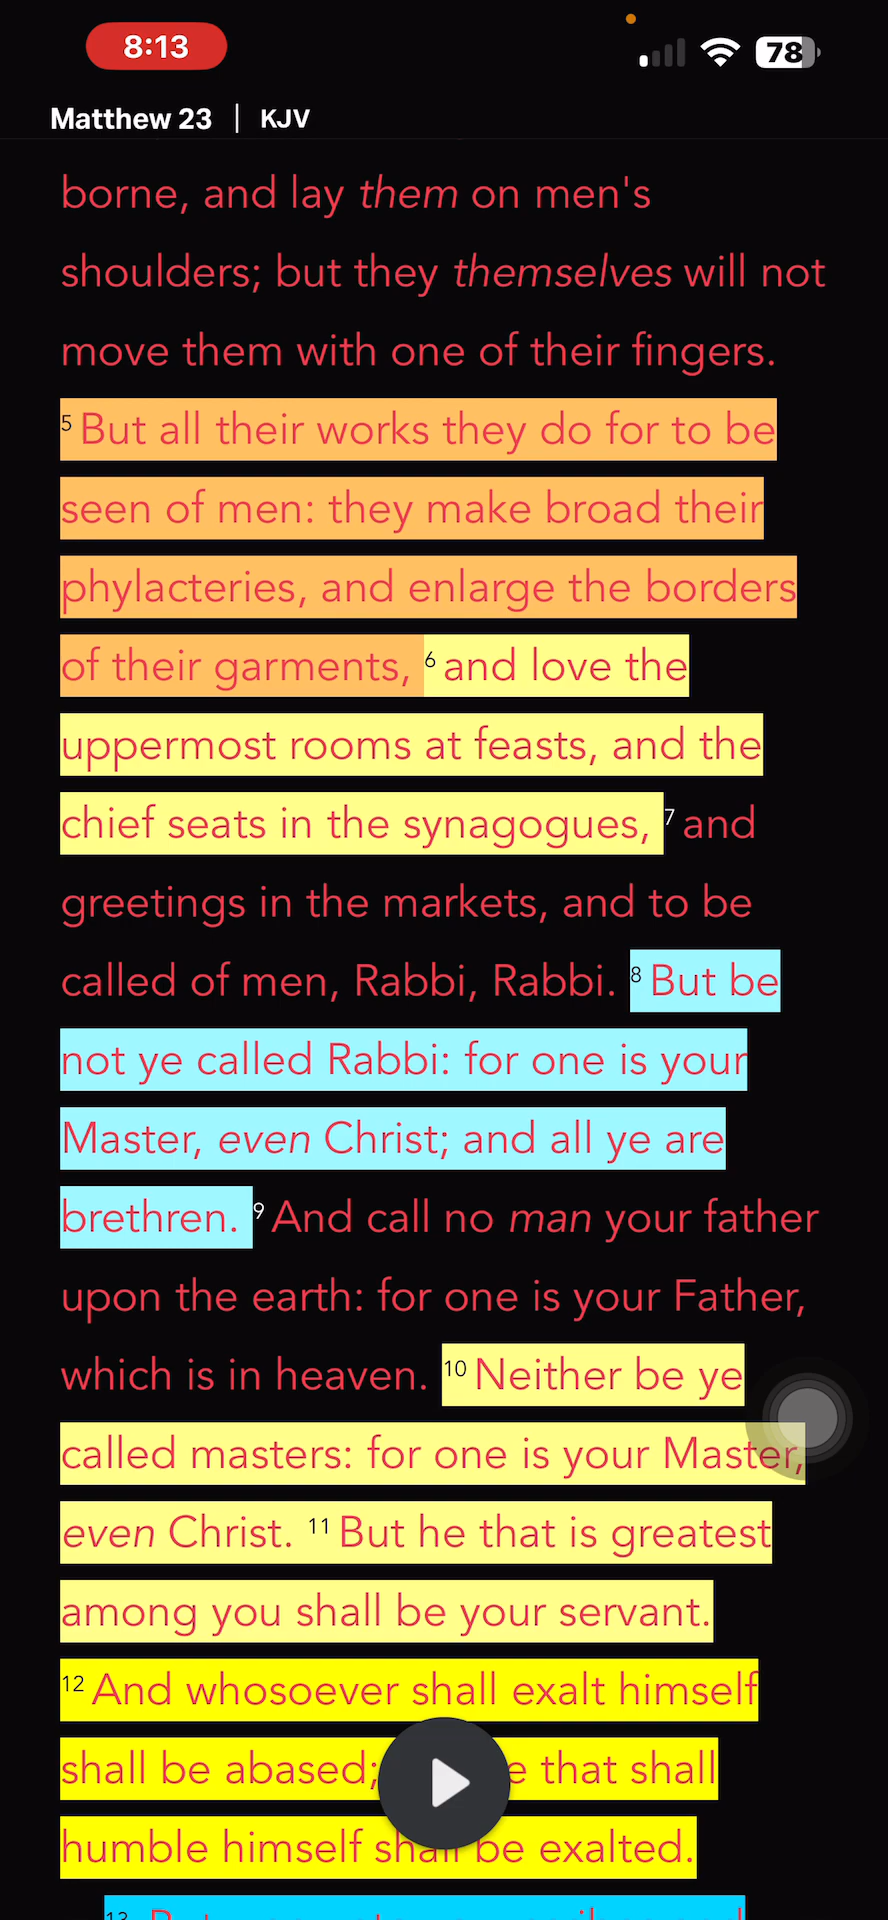 8:13
78
Matthew 23 | KJV
borne, and lay them on men's
shoulders; but they themselves will not
move them with one of their fingers.
5 But all their works they do for to be
seen of men: they make broad their
phylacteries, and enlarge the borders
of their garments, 6 and love the
uppermost rooms at feasts, and the
chief seats in the synagogues, 7 and
greetings in the markets, and to be
called of men, Rabbi, Rabbi. 8 But be
not ye called Rabbi: for one is your
Master, even Christ; and all ye are
brethren. 9 And call no man your father
upon the earth: for one is your Father,
which is in heaven. 10 Neither be ye
called masters: for one is your Master,
even Christ. 11 But he that is greatest
among you shall be your servant.
12 And whosoever shall exalt himself
shall be abased; that shall
humble himself shall be exalted.
13 But